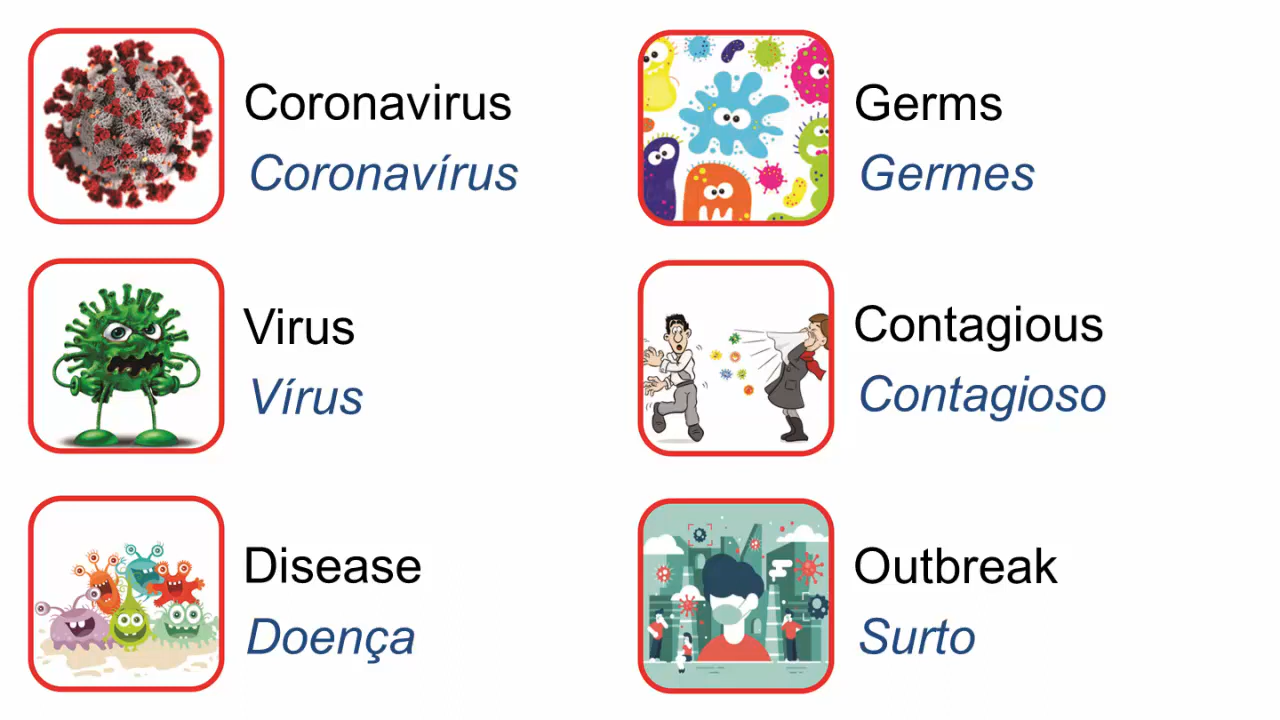 Coronavirus
Coronavírus
Germs
Germes
Virus
Vírus
Contagious
Contagioso
Disease
Doença
Outbreak
Surto